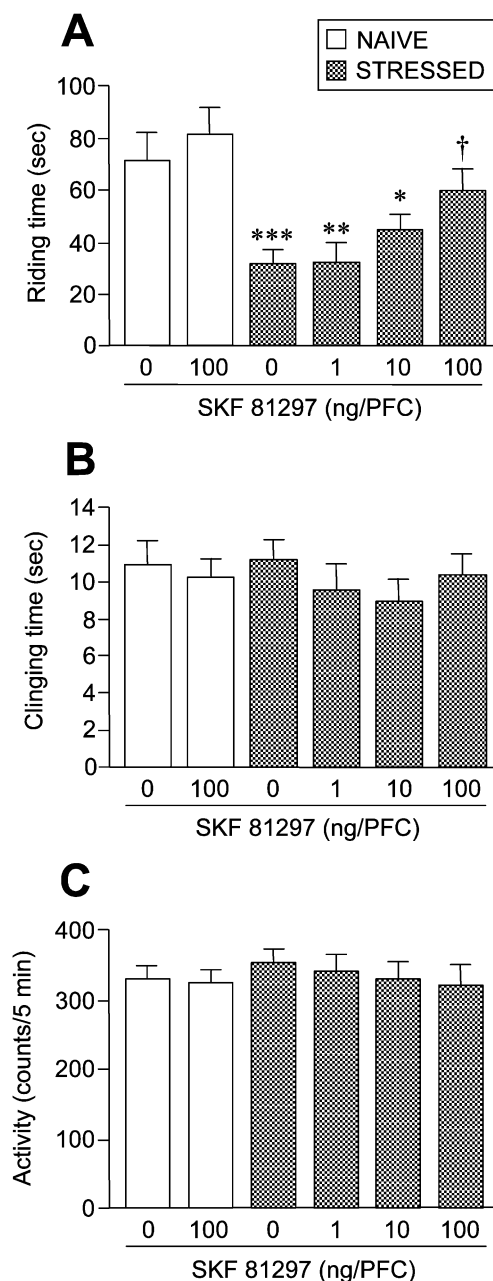 A
NAIVE
STRESSED
Riding time (sec)
100
80
60
40
20
0
***
**
*
†
0 100 0 1 10 100
SKF 81297 (ng/PFC)
B
Clinging time (sec)
14
12
10
8
6
4
2
0
0 100 0 1 10 100
SKF 81297 (ng/PFC)
C
Activity (counts/5 min)
400
300
200
100
0
0 100 0 1 10 100
SKF 81297 (ng/PFC)